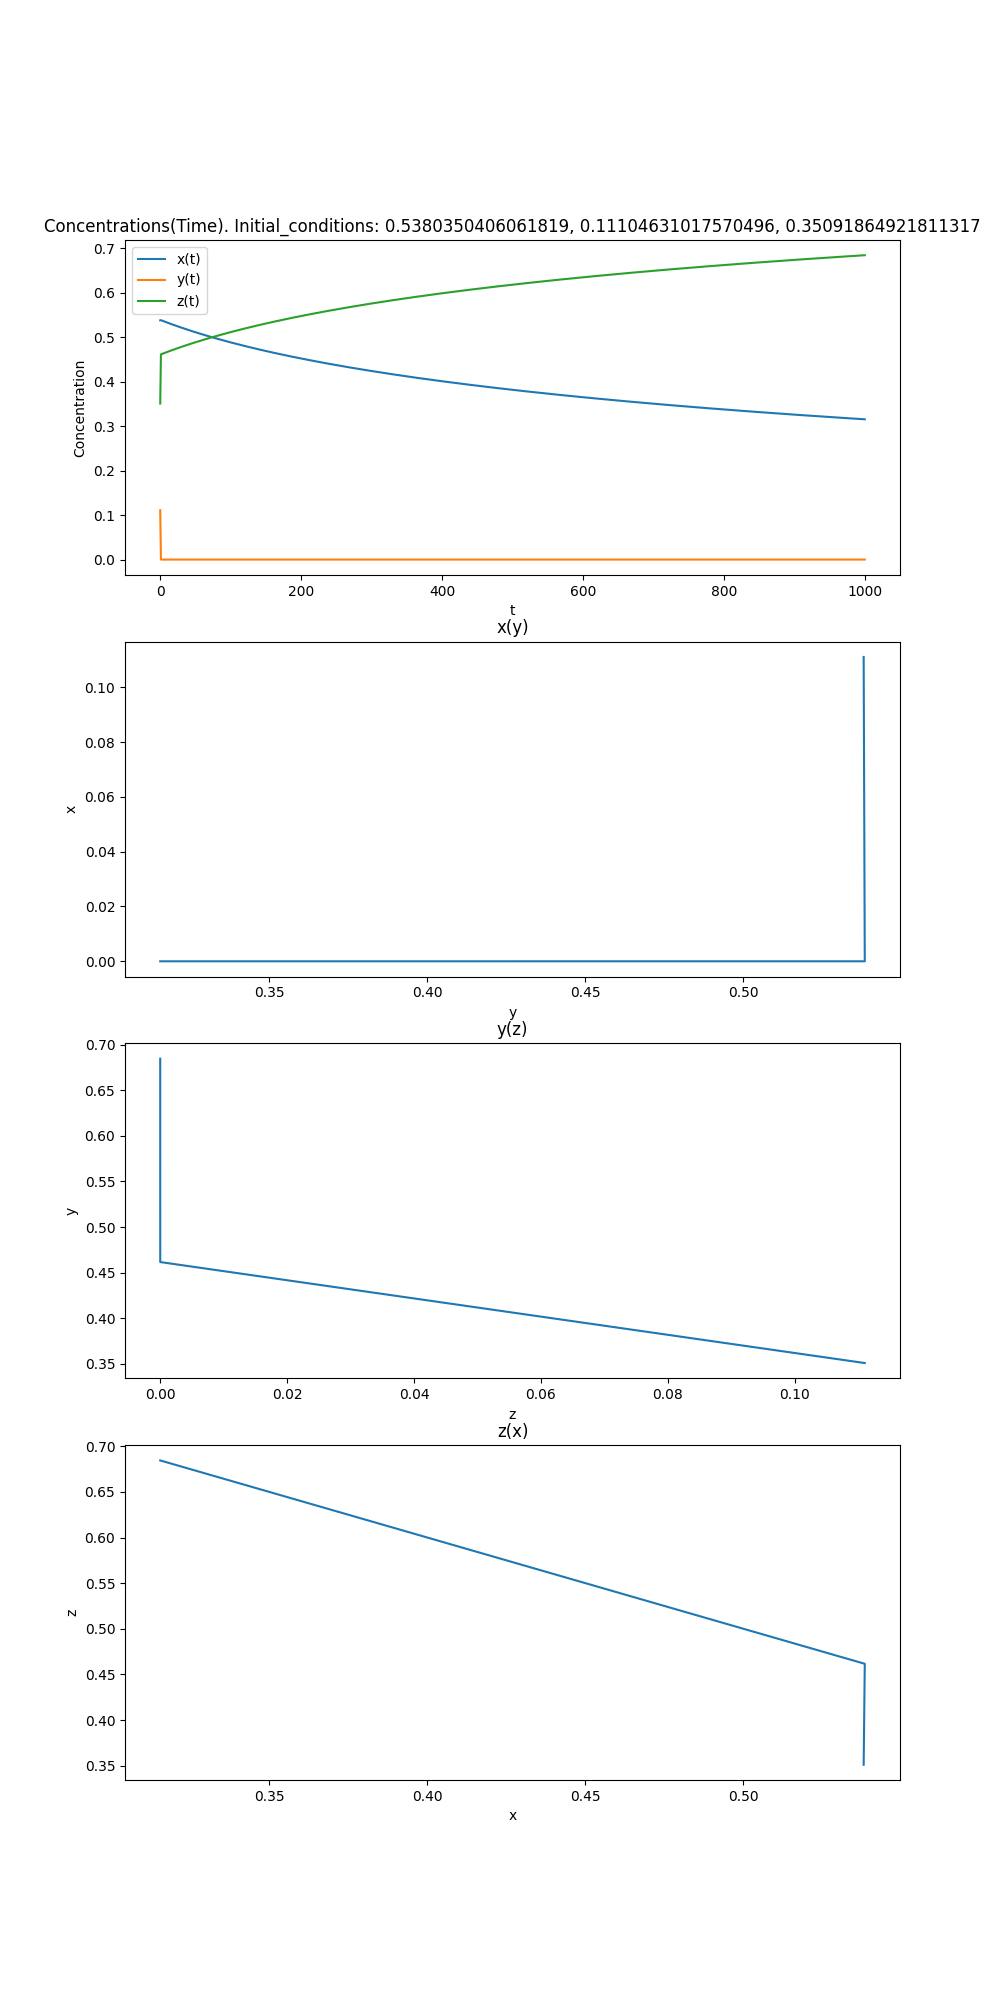 Concentrations(Time). Initial_conditions: 0.5380350406061819, 0.11104631017570496, 0.35091864921811317
0.7
0.6
0.5
0.4
0.3
0.2
0.1
0.0
Concentration
x(t)
y(t)
z(t)
0 200 400 600 800 1000
t
x(y)
0.10
0.08
0.06
0.04
0.02
0.00
x
0.35 0.40 0.45 0.50
y
y(z)
0.70
0.65
0.60
0.55
0.50
0.45
0.40
0.35
y
0.00 0.02 0.04 0.06 0.08 0.10
z
z(x)
0.70
0.65
0.60
0.55
0.50
0.45
0.40
0.35
z
0.35 0.40 0.45 0.50
x